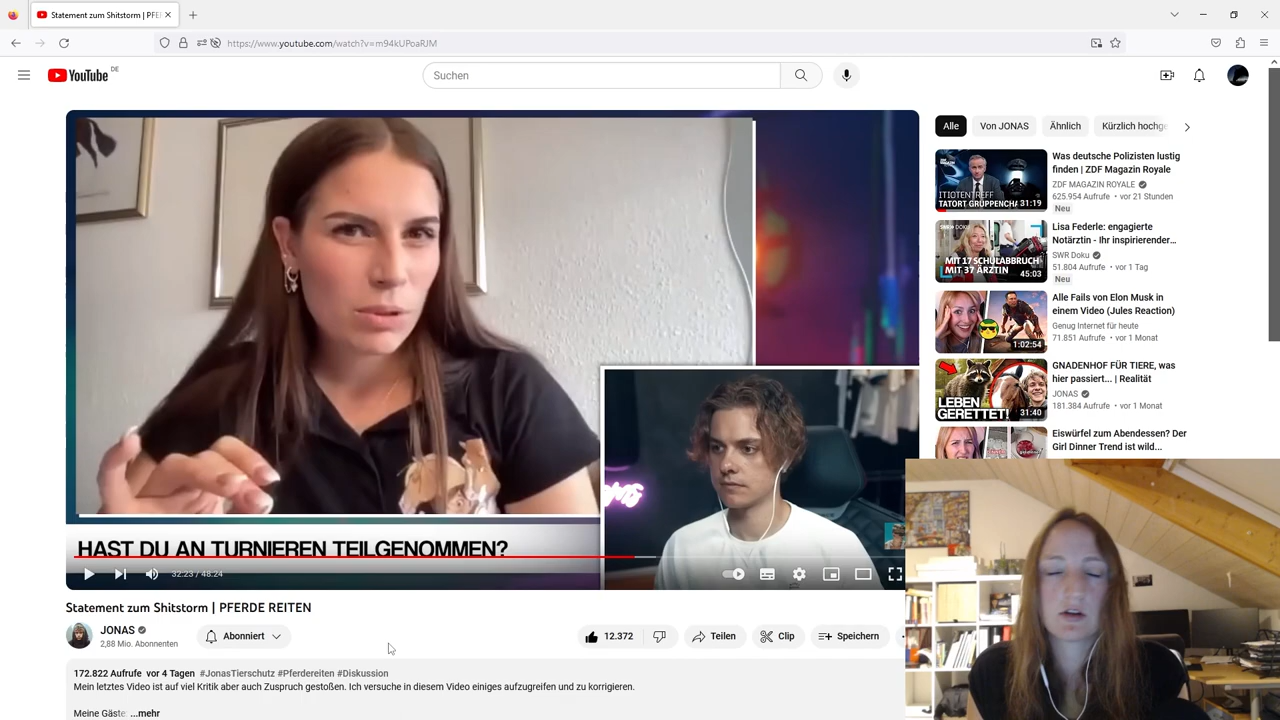 Statement zum Shitstorm | PFE
https://www.youtube.com/watch?v=m94kUPoaRJM
YouTube DE
Suchen
Alle
Von JONAS
Ähnlich
Kürzlich hochge
HAST DU AN TURNIEREN TEILGENOMMEN?
32:23 / 48:24
Statement zum Shitstorm | PFERDE REITEN
JONAS
2,88 Mio. Abonnenten
Abonniert
12.372
Teilen
Clip
Speichern
172.822 Aufrufe vor 4 Tagen #JonasTierschutz #Pferdereiten #Diskussion
Mein letztes Video ist auf viel Kritik aber auch Zuspruch gestoßen. Ich versuche in diesem Video einiges aufzugreifen und zu korrigieren.
Meine Gäste: ...mehr
TATORT GRUPPENCHA
31:19
Was deutsche Polizisten lustig
finden | ZDF Magazin Royale
ZDF MAGAZIN ROYALE
625.954 Aufrufe • vor 21 Stunden
Neu
SWR» DOKU
MIT 17 SCHULABBRUCH
MIT 37 ÄRZTIN
45:03
Lisa Federle: engagierte
Notärztin - Ihr inspirierender...
SWR Doku
51.804 Aufrufe • vor 1 Tag
Neu
1:02:54
Alle Fails von Elon Musk in
einem Video (Jules Reaction)
Genug Internet für heute
71.851 Aufrufe • vor 1 Monat
LEBEN
GERETTET!
31:40
GNADENHOF FÜR TIERE, was
hier passiert... | Realität
JONAS
181.384 Aufrufe • vor 1 Monat
Eiswürfel zum Abendessen? Der
Girl Dinner Trend ist wild...